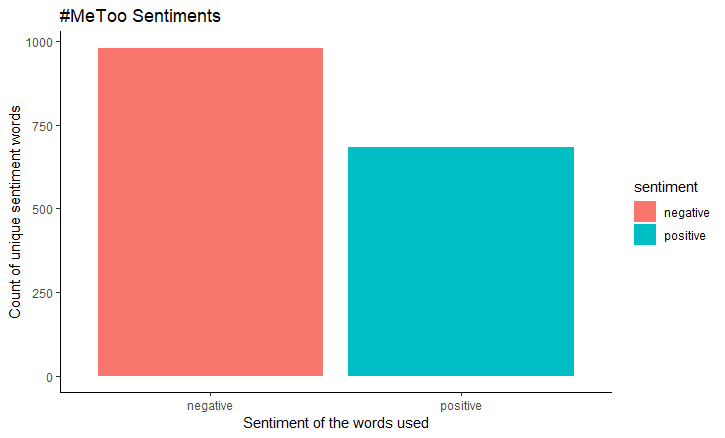 #MeToo Sentiments
Count of unique sentiment words
1000
750
500
250
0
negative
positive
Sentiment of the words used
sentiment
negative
positive